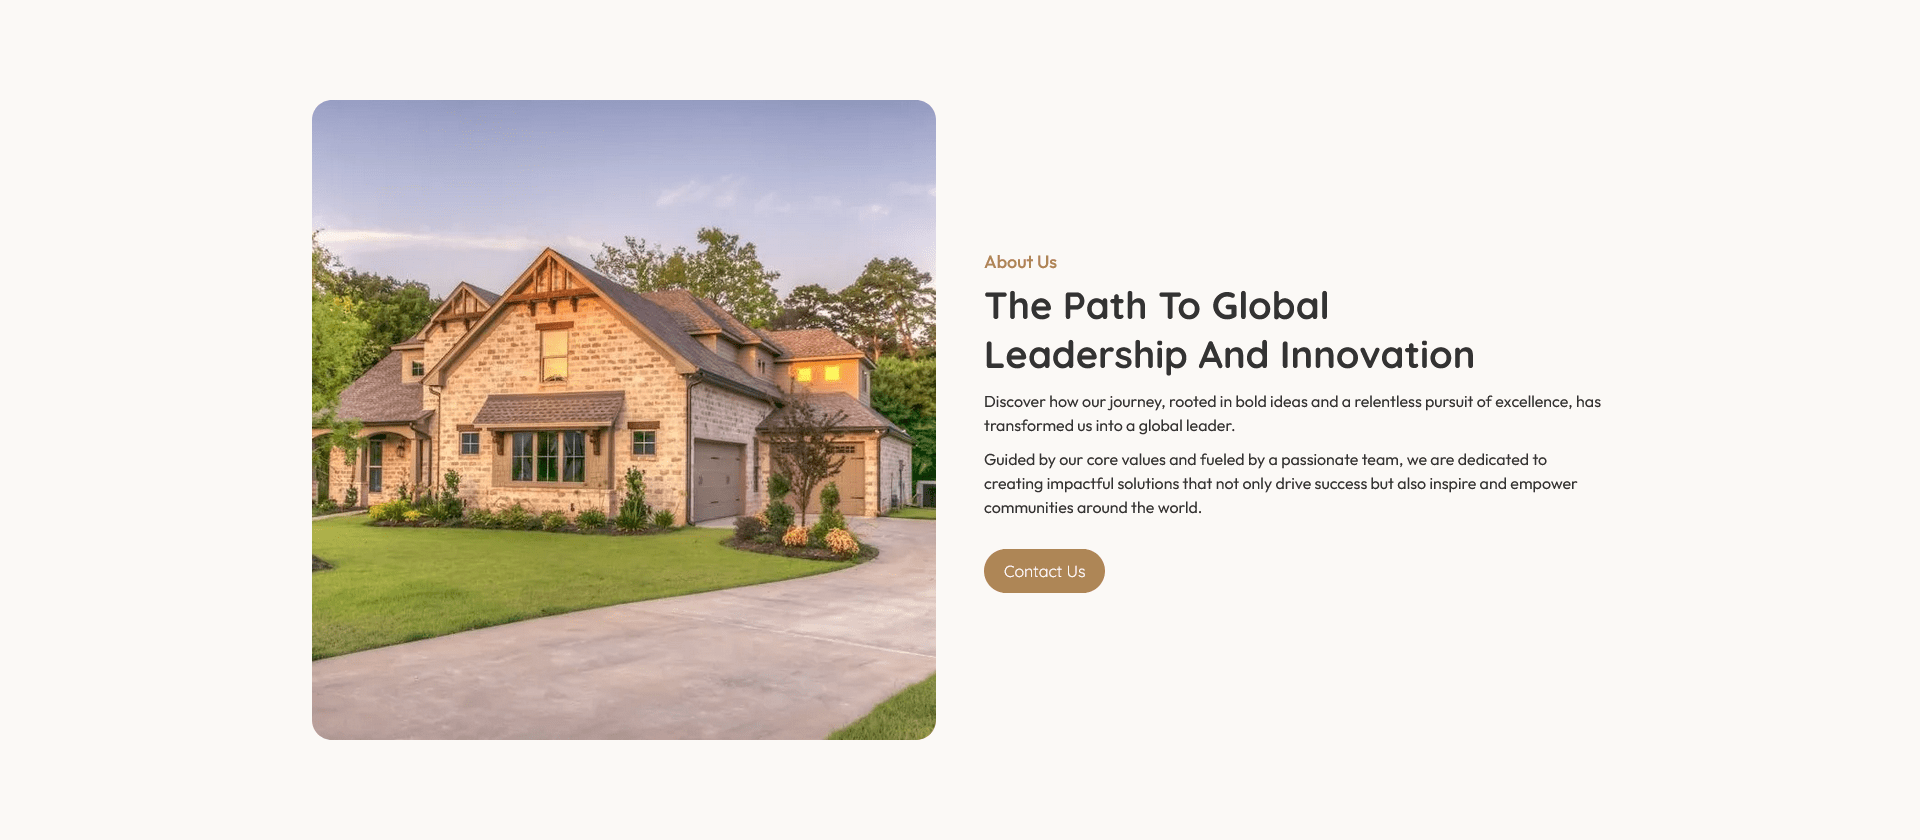 About Us
The Path To Global
Leadership And Innovation
Discover how our journey, rooted in bold ideas and a relentless pursuit of excellence, has
transformed us into a global leader.
Guided by our core values and fueled by a passionate team, we are dedicated to
creating impactful solutions that not only drive success but also inspire and empower
communities around the world.
Contact Us